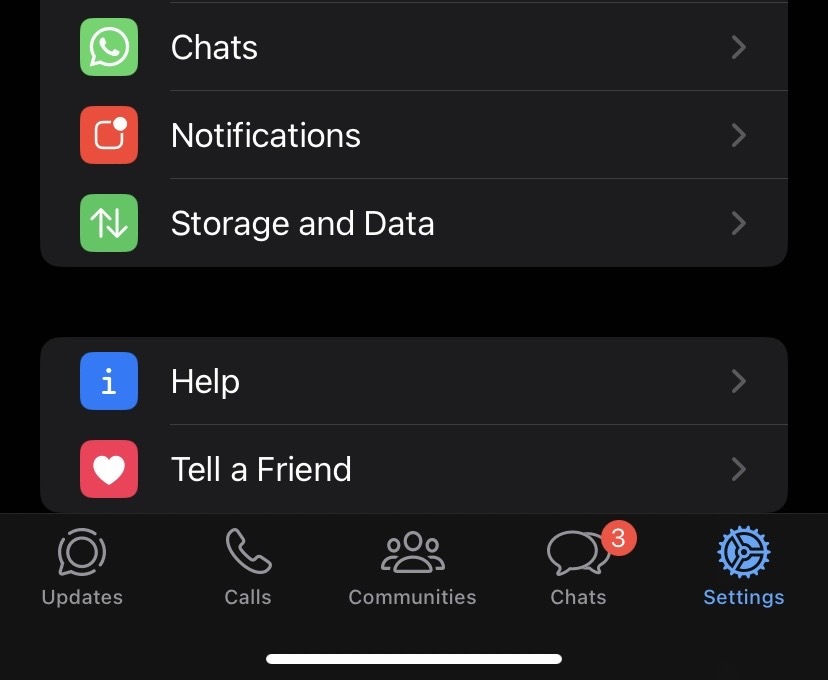 Chats
Notifications
Storage and Data
Help
Tell a Friend
3
Updates
Calls
Communities
Chats
Settings